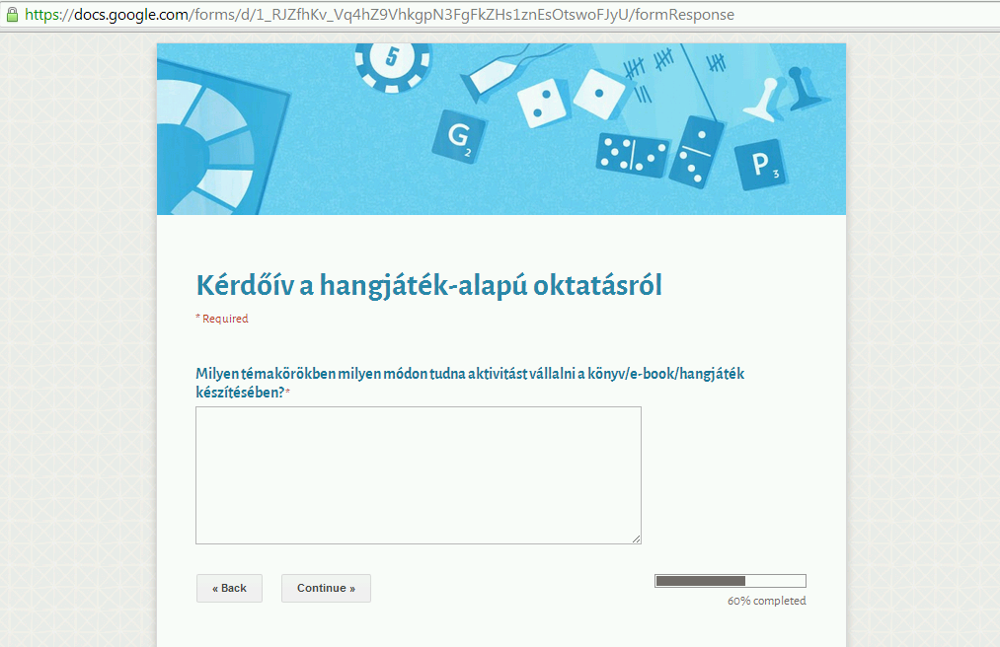 https://docs.google.com/forms/d/1_RJZfhKv_Vq4hZ9VhkgpN3FgFkZHs1znEsOtswoFJyU/formResponse
5
G
2
P
3
Kérdőív a hangjáték-alapú oktatásról
* Required
Milyen témakörökben milyen módon tudna aktivitást vállalni a könyv/e-book/hangjáték
készítésében?*
« Back
Continue »
60% completed